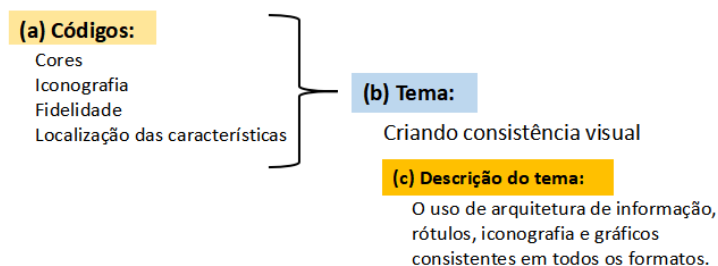 (a) Códigos:
Cores
Iconografia
Fidelidade
Localização das características
(b) Tema:
Criando consistência visual
(c) Descrição do tema:
O uso de arquitetura de informação,
rótulos, iconografia e gráficos
consistentes em todos os formatos.